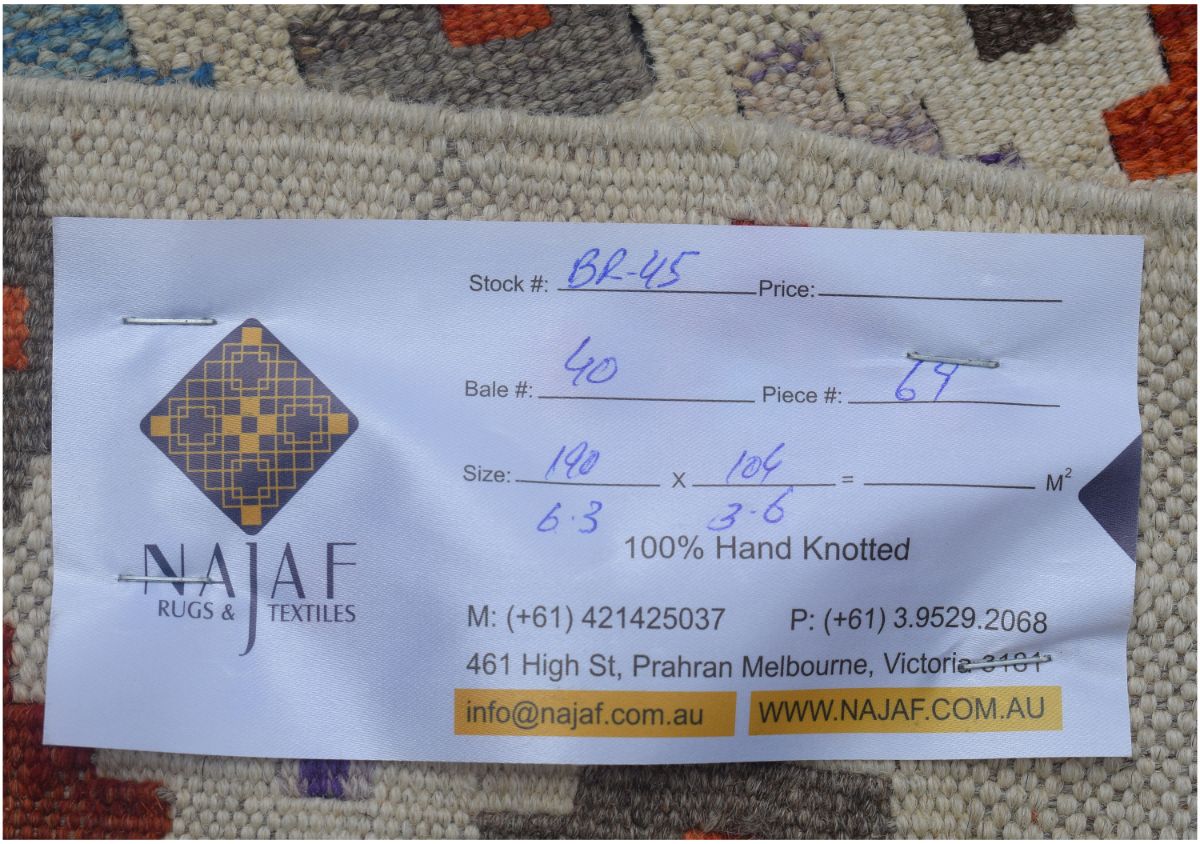 Stock #: BR-45 Price:
Bale #: 40 Piece #:
Size: 190 X 106 = M²
6.3 3.6
100% Hand Knotted
NAJAF
RUGS & TEXTILES
M: (+61) 421425037 P: (+61) 3.9529.2068
461 High St, Prahran Melbourne, Victoria 3181
info@najaf.com.au WWW.NAJAF.COM.AU